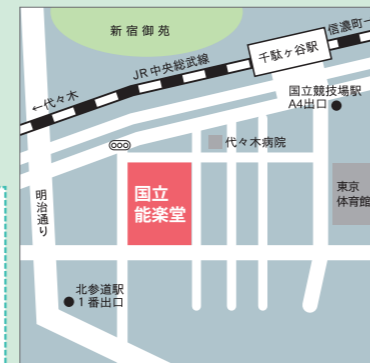 新宿御苑
信濃町→
千駄ヶ谷駅
JR中央総武線
←代々木
国立競技場駅
A4出口
代々木病院
明治通り
国立
能楽堂
東京
体育館
北参道駅
1番出口